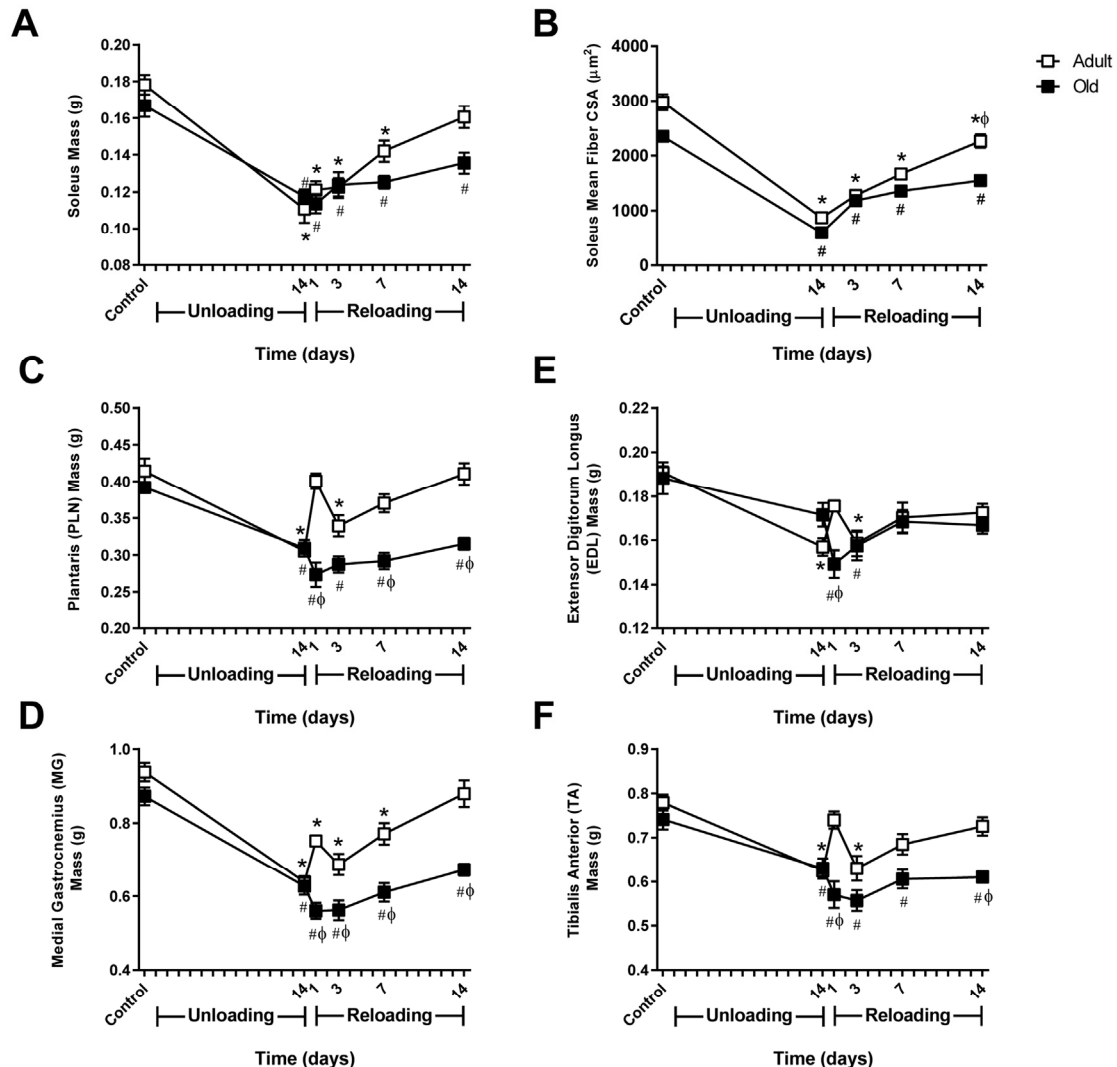 A
Soleus Mass (g)
0.20
0.18
0.16
0.14
0.12
0.10
0.08
*
*
*
*
#
#
#
#
#
Control
14
1
3
7
14
Unloading
Reloading
Time (days)
B
Soleus Mean Fiber CSA (μm²)
4000
3000
2000
1000
0
*
*
*
*ϕ
#
#
#
#
Control
14
3
7
14
Unloading
Reloading
Time (days)
Adult
Old
C
Plantaris (PLN) Mass (g)
0.50
0.45
0.40
0.35
0.30
0.25
0.20
*
*
#
#ϕ
#
#ϕ
#ϕ
Control
14
1
3
7
14
Unloading
Reloading
Time (days)
E
Extensor Digitorum Longus
(EDL) Mass (g)
0.22
0.20
0.18
0.16
0.14
0.12
*
*
#ϕ
#
Control
14
1
3
7
14
Unloading
Reloading
Time (days)
D
Medial Gastrocnemius (MG)
Mass (g)
1.0
0.8
0.6
0.4
*
*
*
*
#
#ϕ
#ϕ
#ϕ
#ϕ
Control
14
1
3
7
14
Unloading
Reloading
Time (days)
F
Tibialis Anterior (TA)
Mass (g)
0.9
0.8
0.7
0.6
0.5
0.4
*
#
#ϕ
#
#
#ϕ
Control
14
1
3
7
14
Unloading
Reloading
Time (days)